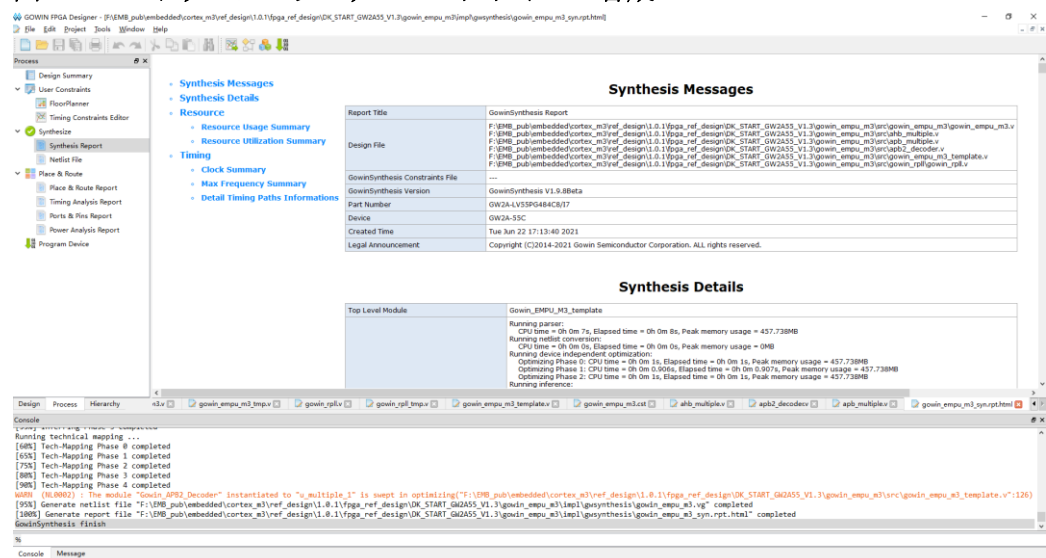 GOWIN FPGA Designer - [F:\EMB_pub\embedded\cortex_m3\ref_design\1.0.1\fpga_ref_design\DK_START_GW2A55_V1.3\gowin_empu_m3\impl\gwsynthesis\gowin_empu_m3_syn.rpt.html]
File Edit Project Tools Window Help
Process
Design Summary
User Constraints
FloorPlanner
Timing Constraints Editor
Synthesize
Synthesis Report
Netlist File
Place & Route
Place & Route Report
Timing Analysis Report
Ports & Pins Report
Power Analysis Report
Program Device
Synthesis Messages
Synthesis Details
Resource
Resource Usage Summary
Resource Utilization Summary
Timing
Clock Summary
Max Frequency Summary
Detail Timing Paths Informations
Synthesis Messages
Report Title GowinSynthesis Report
Design File
F:\EMB_pub\embedded\cortex_m3\ref_design\1.0.1\fpga_ref_design\DK_START_GW2A55_V1.3\gowin_empu_m3\src\gowin_empu_m3\gowin_empu_m3.v
F:\EMB_pub\embedded\cortex_m3\ref_design\1.0.1\fpga_ref_design\DK_START_GW2A55_V1.3\gowin_empu_m3\src\ahb_multiple.v
F:\EMB_pub\embedded\cortex_m3\ref_design\1.0.1\fpga_ref_design\DK_START_GW2A55_V1.3\gowin_empu_m3\src\apb_multiple.v
F:\EMB_pub\embedded\cortex_m3\ref_design\1.0.1\fpga_ref_design\DK_START_GW2A55_V1.3\gowin_empu_m3\src\apb2_decoder.v
F:\EMB_pub\embedded\cortex_m3\ref_design\1.0.1\fpga_ref_design\DK_START_GW2A55_V1.3\gowin_empu_m3\src\gowin_empu_m3_template.v
F:\EMB_pub\embedded\cortex_m3\ref_design\1.0.1\fpga_ref_design\DK_START_GW2A55_V1.3\gowin_empu_m3\src\gowin_rpll\gowin_rpll.v
GowinSynthesis Constraints File ---
GowinSynthesis Version GowinSynthesis V1.9.8Beta
Part Number GW2A-LV55PG484C8/I7
Device GW2A-55C
Created Time Tue Jun 22 17:13:40 2021
Legal Announcement Copyright (C)2014-2021 Gowin Semiconductor Corporation. ALL rights reserved.
Synthesis Details
Top Level Module Gowin_EMPU_M3_template
Running parser:
CPU time = 0h 0m 7s, Elapsed time = 0h 0m 8s, Peak memory usage = 457.738MB
Running netlist conversion:
CPU time = 0h 0m 0s, Elapsed time = 0h 0m 0s, Peak memory usage = 0MB
Running device independent optimization:
Optimizing Phase 0: CPU time = 0h 0m 1s, Elapsed time = 0h 0m 1s, Peak memory usage = 457.738MB
Optimizing Phase 1: CPU time = 0h 0m 0.906s, Elapsed time = 0h 0m 0.907s, Peak memory usage = 457.738MB
Optimizing Phase 2: CPU time = 0h 0m 1s, Elapsed time = 0h 0m 1s, Peak memory usage = 457.738MB
Running inference:
Design Process Hierarchy n3.v gowin_empu_m3_tmp.v gowin_rpll.v gowin_rpll_tmp.v gowin_empu_m3_template.v gowin_empu_m3.cst ahb_multiple.v apb2_decoder.v apb_multiple.v gowin_empu_m3_syn.rpt.html
Console
Running technical mapping ...
[60%] Tech-Mapping Phase 0 completed
[65%] Tech-Mapping Phase 1 completed
[75%] Tech-Mapping Phase 2 completed
[80%] Tech-Mapping Phase 3 completed
[90%] Tech-Mapping Phase 4 completed
WARN (NL0002) : The module "Gowin_APB2_Decoder" instantiated to "u_multiple_1" is swept in optimizing("F:\EMB_pub\embedded\cortex_m3\ref_design\1.0.1\fpga_ref_design\DK_START_GW2A55_V1.3\gowin_empu_m3\src\gowin_empu_m3_template.v":126)
[95%] Generate netlist file "F:\EMB_pub\embedded\cortex_m3\ref_design\1.0.1\fpga_ref_design\DK_START_GW2A55_V1.3\gowin_empu_m3\impl\gwsynthesis\gowin_empu_m3.vg" completed
[100%] Generate report file "F:\EMB_pub\embedded\cortex_m3\ref_design\1.0.1\fpga_ref_design\DK_START_GW2A55_V1.3\gowin_empu_m3\impl\gwsynthesis\gowin_empu_m3_syn.rpt.html" completed
GowinSynthesis finish
%
Console Message